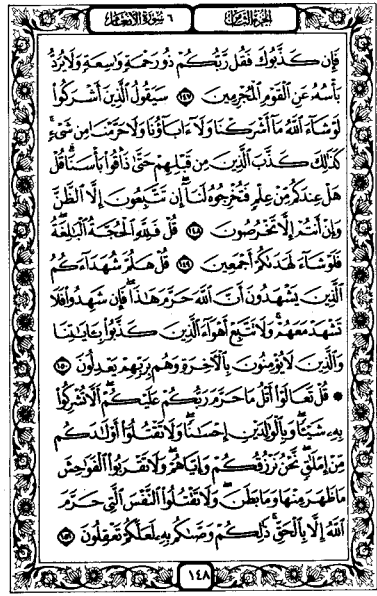 الجزء الثامن ٦ سورة الأنعام
فَإِن كَذَّبُوكَ فَقُل رَّبُّكُمْ ذُو رَحْمَةٍ وَاسِعَةٍ وَلَا يُرَدُّ
بَأْسُهُۥ عَنِ ٱلْقَوْمِ ٱلْمُجْرِمِينَ ١٤٧ سَيَقُولُ ٱلَّذِينَ أَشْرَكُوا۟
لَوْ شَآءَ ٱللَّهُ مَآ أَشْرَكْنَا وَلَآ ءَابَآؤُنَا وَلَا حَرَّمْنَا مِن شَىْءٍ ۚ
كَذَٰلِكَ كَذَّبَ ٱلَّذِينَ مِن قَبْلِهِمْ حَتَّىٰ ذَاقُوا۟ بَأْسَنَا ۗ قُلْ
هَلْ عِندَكُم مِّنْ عِلْمٍ فَتُخْرِجُوهُ لَنَآ ۖ إِن تَتَّبِعُونَ إِلَّا ٱلظَّنَّ
وَإِنْ أَنتُمْ إِلَّا تَخْرُصُونَ ١٤٨ قُلْ فَلِلَّهِ ٱلْحُجَّةُ ٱلْبَٰلِغَةُ ۖ
فَلَوْ شَآءَ لَهَدَىٰكُمْ أَجْمَعِينَ ١٤٩ قُلْ هَلُمَّ شُهَدَآءَكُمُ
ٱلَّذِينَ يَشْهَدُونَ أَنَّ ٱللَّهَ حَرَّمَ هَٰذَا ۖ فَإِن شَهِدُوا۟ فَلَا
تَشْهَدْ مَعَهُمْ ۚ وَلَا تَتَّبِعْ أَهْوَآءَ ٱلَّذِينَ كَذَّبُوا۟ بِـَٔايَٰتِنَا
وَٱلَّذِينَ لَا يُؤْمِنُونَ بِٱلْءَاخِرَةِ وَهُم بِرَبِّهِمْ يَعْدِلُونَ ١٥٠
۞ قُلْ تَعَالَوْا۟ أَتْلُ مَا حَرَّمَ رَبُّكُمْ عَلَيْكُمْ ۖ أَلَّا تُشْرِكُوا۟
بِهِۦ شَيْـًٔا ۖ وَبِٱلْوَٰلِدَيْنِ إِحْسَٰنًا ۖ وَلَا تَقْتُلُوٓا۟ أَوْلَٰدَكُم
مِّنْ إِمْلَٰقٍ ۖ نَّحْنُ نَرْزُقُكُمْ وَإِيَّاهُمْ ۖ وَلَا تَقْرَبُوا۟ ٱلْفَوَٰحِشَ
مَا ظَهَرَ مِنْهَا وَمَا بَطَنَ ۖ وَلَا تَقْتُلُوا۟ ٱلنَّفْسَ ٱلَّتِى حَرَّمَ
ٱللَّهُ إِلَّا بِٱلْحَقِّ ۚ ذَٰلِكُمْ وَصَّىٰكُم بِهِۦ لَعَلَّكُمْ تَعْقِلُونَ ١٥١
١٤٨